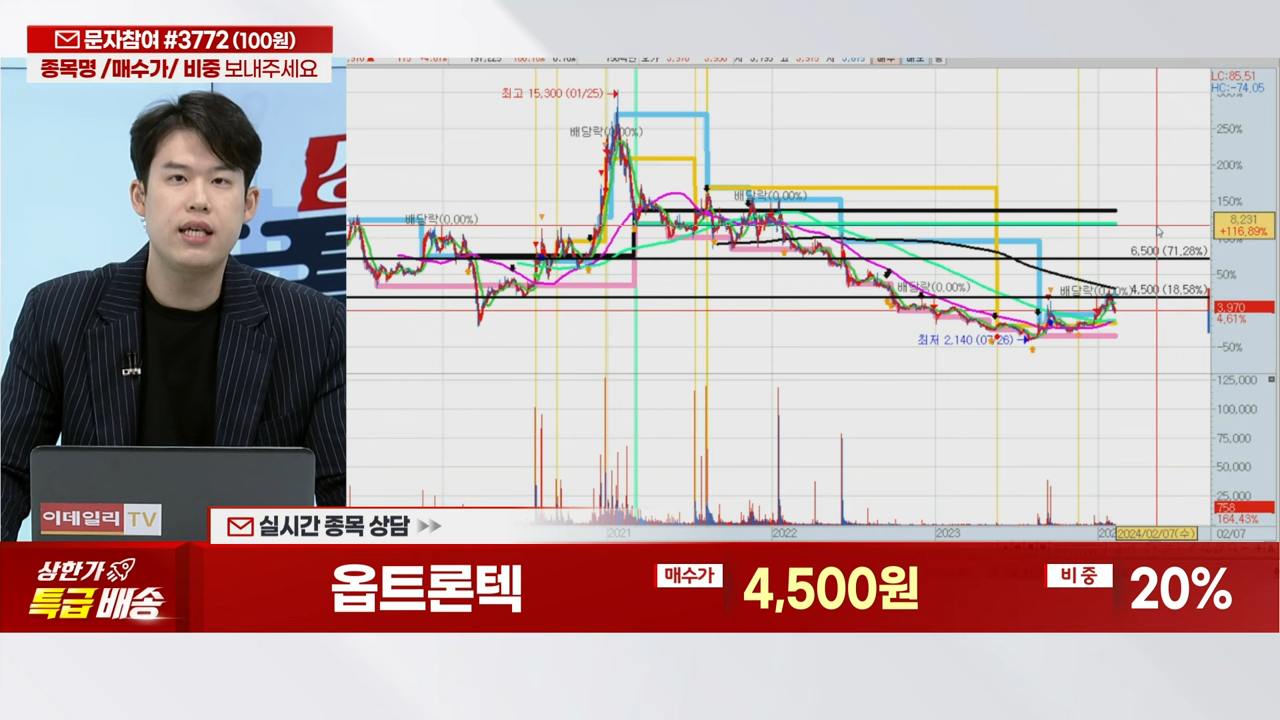 문자참여 #3772 (100원)
종목명 /매수가/ 비중 보내주세요
LC:85.51
HC:-74.05
최고 15,300 (01/25)
배당락(0,00%)
250%
200%
배당락(0,00%)
150%
배당락(0,00%)
8,231
+116,89%
6,500 (71,28%)
50%
배당락(0,00%)
배당락(0,00%)
4,500 (18,58%)
3,970
4,61%
최저 2,140 (07/26)
-50%
125,000
100,000
75,000
50,000
25,000
758
164,43%
2021
2022
2023
2024/02/07(수)
02/07
이데일리 TV
실시간 종목 상담
상한가
특급 배송
옵트론텍
매수가
4,500원
비중
20%